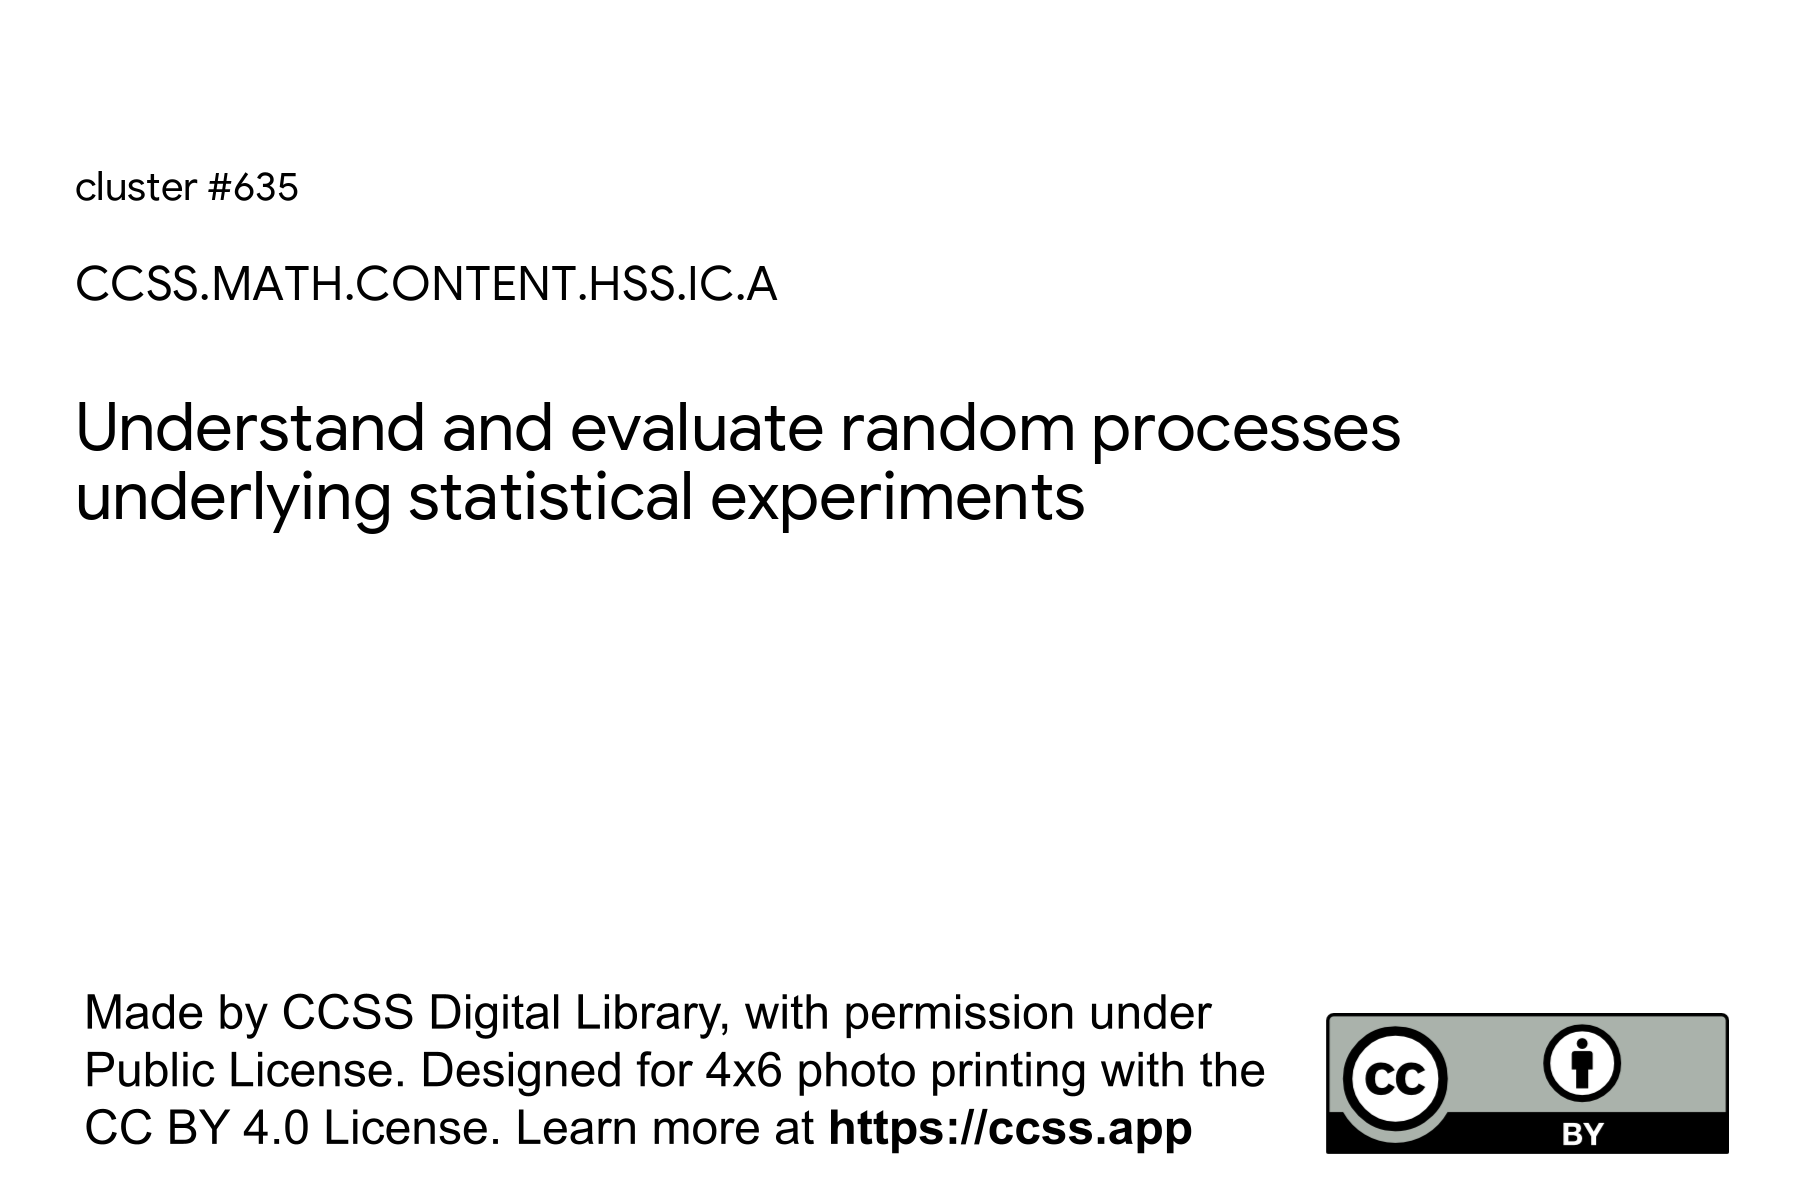 cluster #635
CCSS.MATH.CONTENT.HSS.IC.A
Understand and evaluate random processes
underlying statistical experiments
Made by CCSS Digital Library, with permission under
Public License. Designed for 4x6 photo printing with the
CC BY 4.0 License. Learn more at https://ccss.app
CC
BY